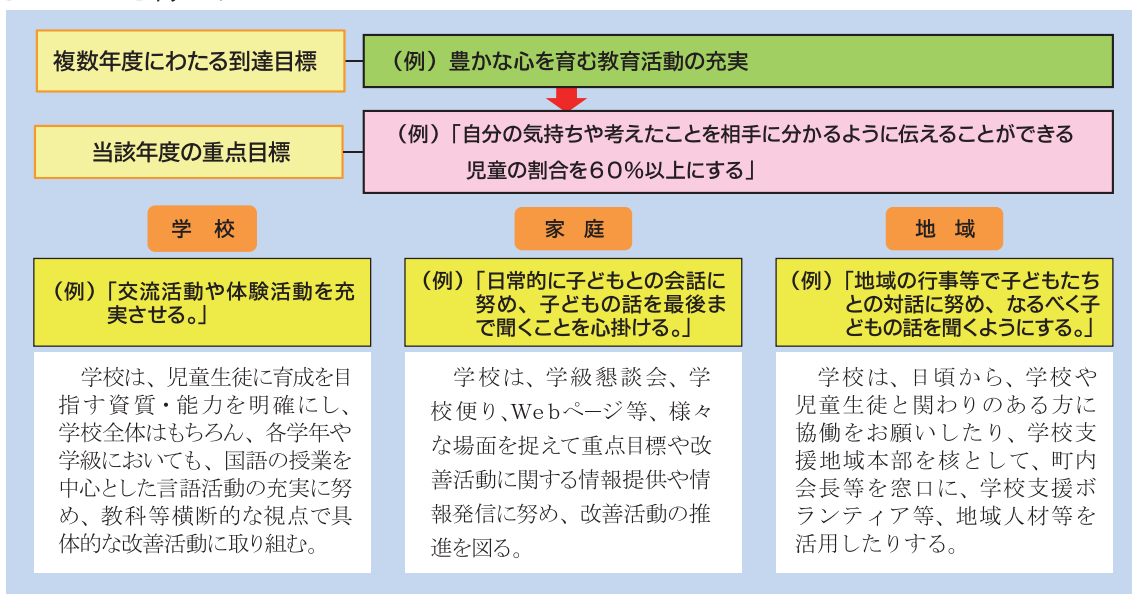 複数年度にわたる到達目標
（例）豊かな心を育む教育活動の充実
当該年度の重点目標
（例）「自分の気持ちや考えたことを相手に分かるように伝えることができる
児童の割合を６０％以上にする」
学　校
（例）「交流活動や体験活動を充
実させる。」
学校は、児童生徒に育成を目
指す資質・能力を明確にし、
学校全体はもちろん、各学年や
学級においても、国語の授業を
中心とした言語活動の充実に努
め、教科等横断的な視点で具
体的な改善活動に取り組む。
家　庭
（例）「日常的に子どもとの会話に
努め、子どもの話を最後ま
で聞くことを心掛ける。」
学校は、学級懇談会、学
校便り、Ｗｅｂページ等、様々
な場面を捉えて重点目標や改
善活動に関する情報提供や情
報発信に努め、改善活動の推
進を図る。
地　域
（例）「地域の行事等で子どもたち
との対話に努め、なるべく子
どもの話を聞くようにする。」
学校は、日頃から、学校や
児童生徒と関わりのある方に
協働をお願いしたり、学校支
援地域本部を核として、町内
会長等を窓口に、学校支援ボ
ランティア等、地域人材等を
活用したりする。